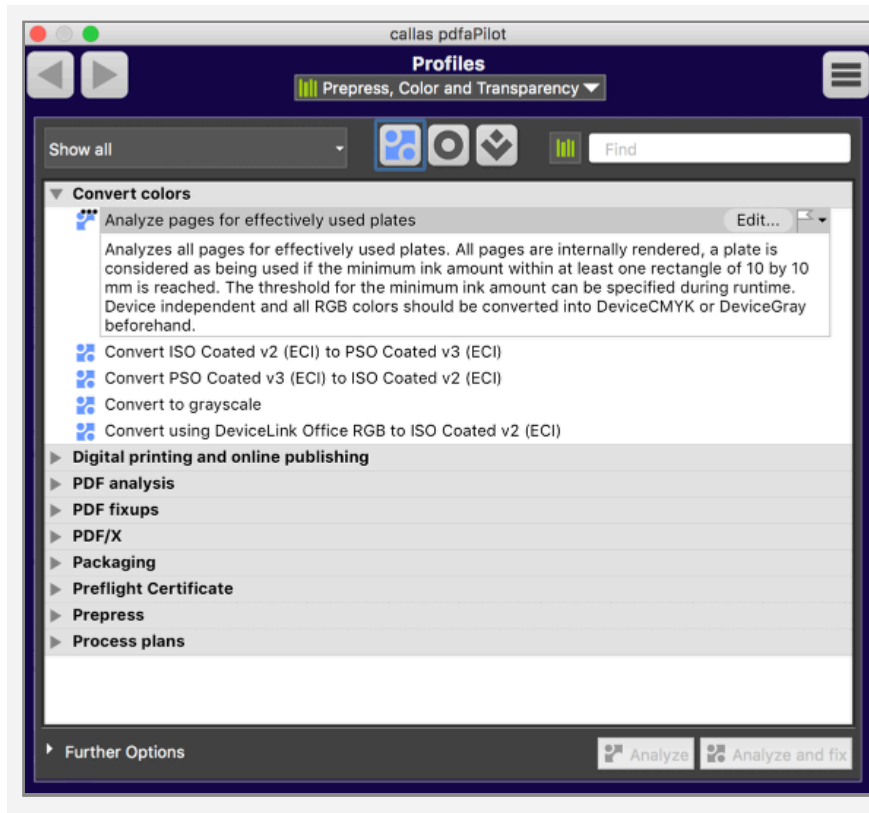 callas pdfaPilot
Profiles
Prepress, Color and Transparency
Show all
Find
Convert colors
Analyze pages for effectively used plates
Edit...
Analyzes all pages for effectively used plates. All pages are internally rendered, a plate is
considered as being used if the minimum ink amount within at least one rectangle of 10 by 10
mm is reached. The threshold for the minimum ink amount can be specified during runtime.
Device independent and all RGB colors should be converted into DeviceCMYK or DeviceGray
beforehand.
Convert ISO Coated v2 (ECI) to PSO Coated v3 (ECI)
Convert PSO Coated v3 (ECI) to ISO Coated v2 (ECI)
Convert to grayscale
Convert using DeviceLink Office RGB to ISO Coated v2 (ECI)
Digital printing and online publishing
PDF analysis
PDF fixups
PDF/X
Packaging
Preflight Certificate
Prepress
Process plans
Further Options
Analyze
Analyze and fix